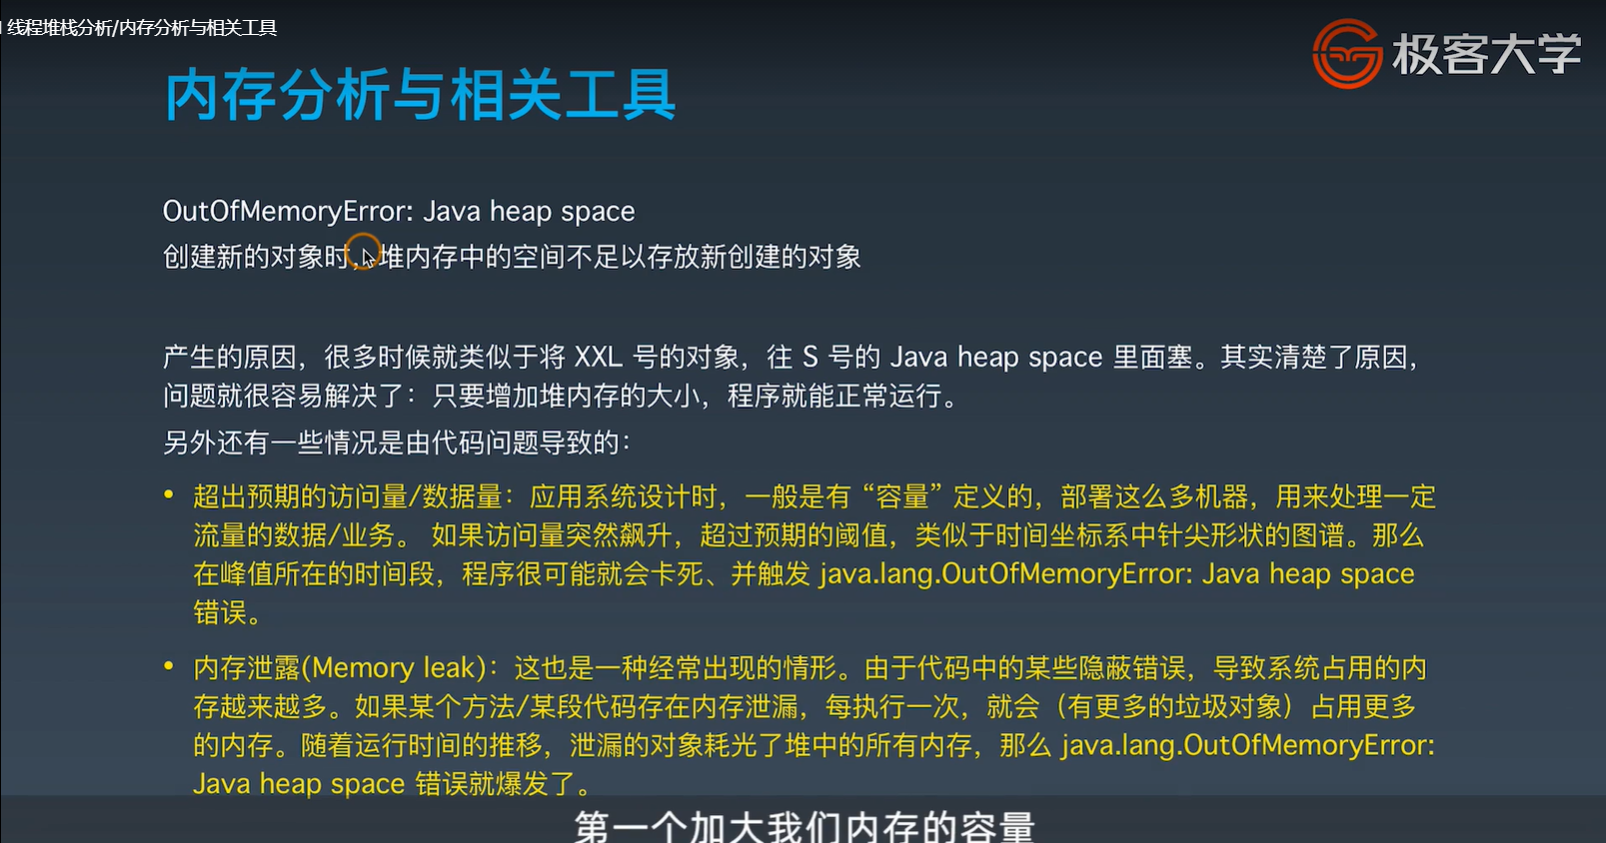 线程堆栈分析/内存分析与相关工具
极客大学
内存分析与相关工具
OutOfMemoryError: Java heap space
创建新的对象时，堆内存中的空间不足以存放新创建的对象
产生的原因，很多时候就类似于将 XXL 号的对象，往 S 号的 Java heap space 里面塞。其实清楚了原因，
问题就很容易解决了：只要增加堆内存的大小，程序就能正常运行。
另外还有一些情况是由代码问题导致的：
• 超出预期的访问量/数据量：应用系统设计时，一般是有 “容量” 定义的，部署这么多机器，用来处理一定
流量的数据/业务。 如果访问量突然飙升，超过预期的阈值，类似于时间坐标系中针尖形状的图谱。那么
在峰值所在的时间段，程序很可能就会卡死、并触发 java.lang.OutOfMemoryError: Java heap space
错误。
• 内存泄露(Memory leak)：这也是一种经常出现的情形。由于代码中的某些隐蔽错误，导致系统占用的内
存越来越多。如果某个方法/某段代码存在内存泄漏，每执行一次，就会（有更多的垃圾对象）占用更多
的内存。随着运行时间的推移，泄漏的对象耗光了堆中的所有内存，那么 java.lang.OutOfMemoryError:
Java heap space 错误就爆发了。
第一个加大我们内存的容量